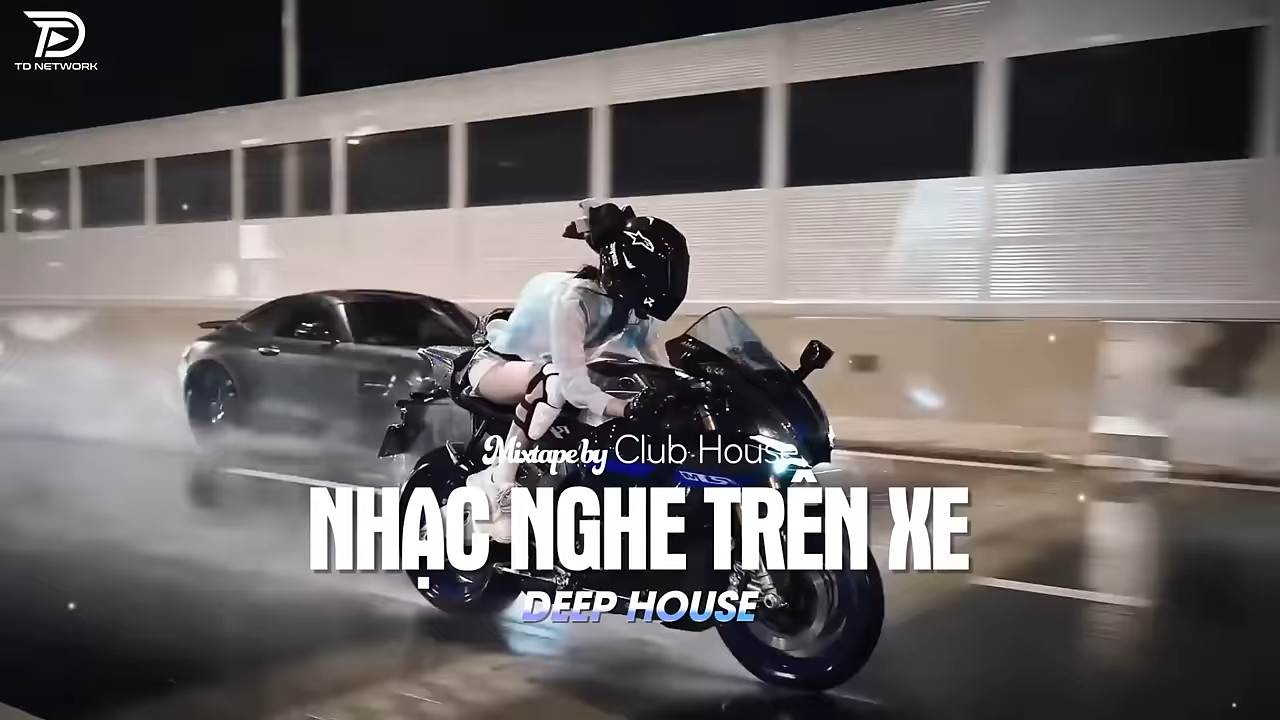 TD NETWORK
Mixtape by Club House
NHẠC NGHE TRÊN XE
DEEP HOUSE